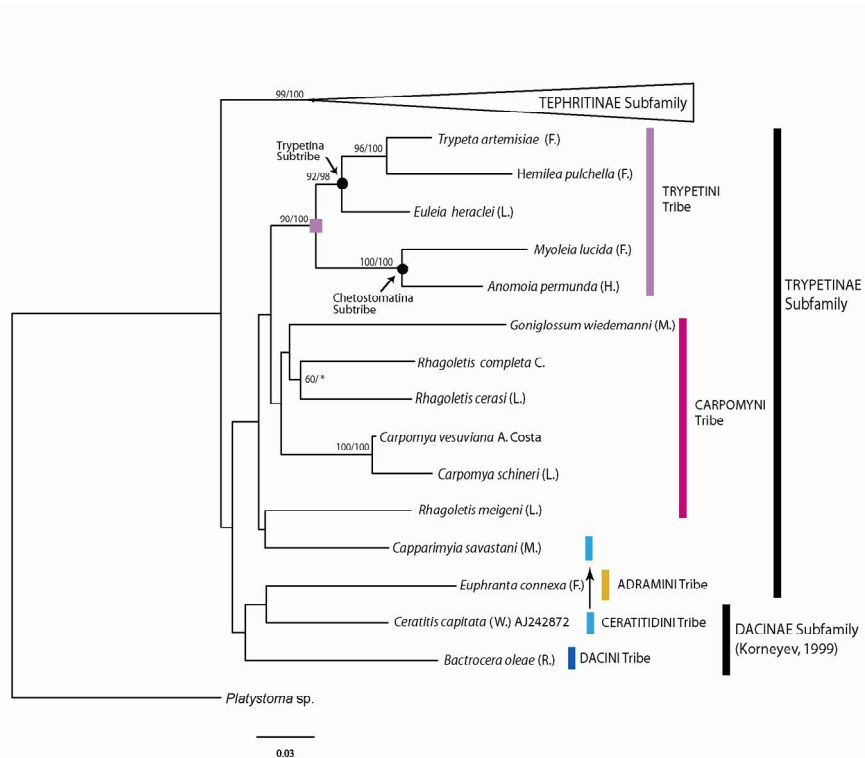 99/100
TEPHRITINAE Subfamily
Trypetina
Subtribe
96/100
Trypeta artemisiae (F.)
92/98
Hemilea pulchella (F.)
TRYPETINI
Tribe
Euleia heraclei (L.)
90/100
Myoleia lucida (F.)
100/100
Anomoia permunda (H.)
Chetostomatina
Subtribe
TRYPETINAE
Subfamily
Goniglossum wiedemanni (M.)
Rhagoletis completa C.
60/ *
Rhagoletis cerasi (L.)
CARPOMYNI
Tribe
Carpomya vesuviana A. Costa
100/100
Carpomya schineri (L.)
Rhagoletis meigeni (L.)
Capparimyia savastani (M.)
Euphranta connexa (F.)
ADRAMINI Tribe
Ceratitis capitata (W.) AJ242872
CERATITIDINI Tribe
DACINAE Subfamily
(Korneyev, 1999)
Bactrocera oleae (R.)
DACINI Tribe
Platystoma sp.
0.03